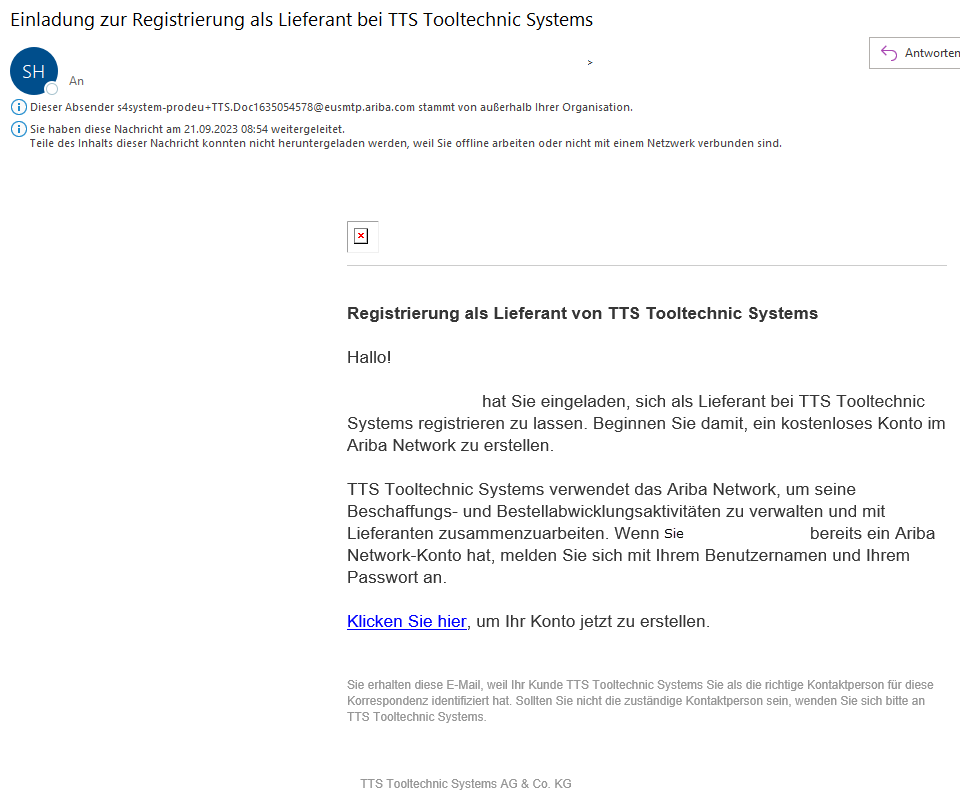 Einladung zur Registrierung als Lieferant bei TTS Tooltechnic Systems
SH
>
Antworten
An
Dieser Absender s4system-prodeu+TTS.Doc1635054578@eusmtp.ariba.com stammt von außerhalb Ihrer Organisation.
Sie haben diese Nachricht am 21.09.2023 08:54 weitergeleitet.
Teile des Inhalts dieser Nachricht konnten nicht heruntergeladen werden, weil Sie offline arbeiten oder nicht mit einem Netzwerk verbunden sind.
Registrierung als Lieferant von TTS Tooltechnic Systems
Hallo!
hat Sie eingeladen, sich als Lieferant bei TTS Tooltechnic
Systems registrieren zu lassen. Beginnen Sie damit, ein kostenloses Konto im
Ariba Network zu erstellen.
TTS Tooltechnic Systems verwendet das Ariba Network, um seine
Beschaffungs- und Bestellabwicklungsaktivitäten zu verwalten und mit
Lieferanten zusammenzuarbeiten. Wenn Sie bereits ein Ariba
Network-Konto hat, melden Sie sich mit Ihrem Benutzernamen und Ihrem
Passwort an.
Klicken Sie hier, um Ihr Konto jetzt zu erstellen.
Sie erhalten diese E-Mail, weil Ihr Kunde TTS Tooltechnic Systems Sie als die richtige Kontaktperson für diese
Korrespondenz identifiziert hat. Sollten Sie nicht die zuständige Kontaktperson sein, wenden Sie sich bitte an
TTS Tooltechnic Systems.
TTS Tooltechnic Systems AG & Co. KG